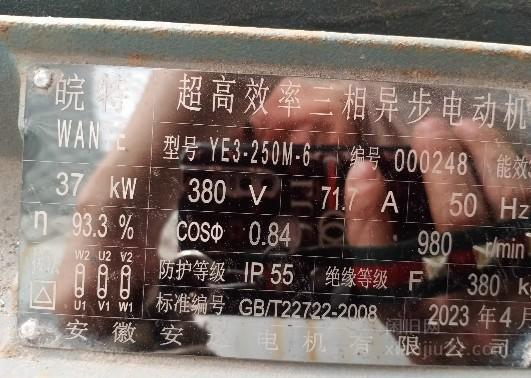 皖特 超高效率三相异步电动机
WAN E 型号 YE3-250M-6 编号 000248 能效
37 kW 380 V 71.7 A 50 Hz
η 93.3 % COSΦ 0.84 980 r/min
W2 U2 V2 防护等级 IP 55 绝缘等级 F 380 k
△ U1 V1 W1 标准编号 GB/T22722-2008 2023 年 4 月
安徽安 电机有限公司